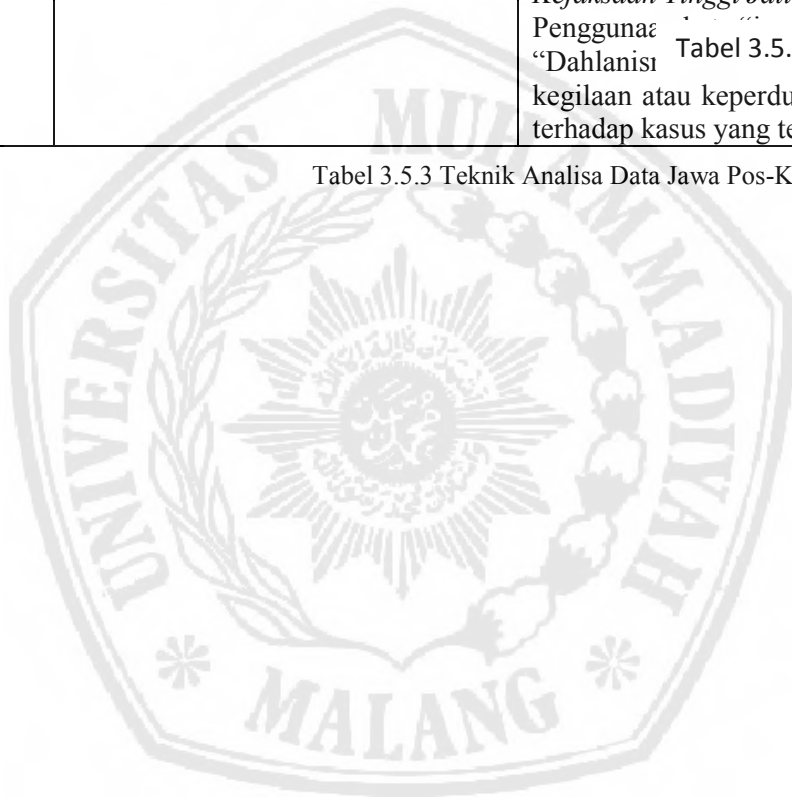 Kejaksaan Tinggi
Penggunaa
“Dahlanis
Tabel 3.5.
kegilaan atau keperdu
terhadap kasus yang te
Tabel 3.5.3 Teknik Analisa Data Jawa Pos-K
UNIVERSITAS MUHAMMADIYAH
MALANG